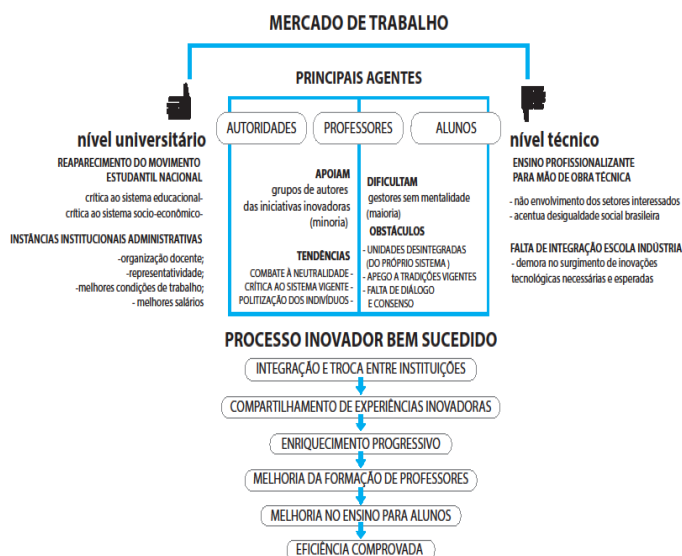 MERCADO DE TRABALHO
PRINCIPAIS AGENTES
AUTORIDADES
PROFESSORES
ALUNOS
nível universitário
REAPARECIMENTO DO MOVIMENTO
ESTUDANTIL NACIONAL
crítica ao sistema educacional-
crítica ao sistema socio-econômico-
INSTÂNCIAS INSTITUCIONAIS ADMINISTRATIVAS
-organização docente;
-representatividade;
-melhores condições de trabalho;
- melhores salários
APOIAM
grupos de autores
das iniciativas inovadoras
(minoria)
TENDÊNCIAS
COMBATE À NEUTRALIDADE -
CRÍTICA AO SISTEMA VIGENTE -
POLITIZAÇÃO DOS INDIVÍDUOS -
DIFICULTAM
gestores sem mentalidade
(maioria)
OBSTÁCULOS
- UNIDADES DESINTEGRADAS
(DO PRÓPRIO SISTEMA )
- APEGO A TRADIÇÕES VIGENTES
- FALTA DE DIÁLOGO
E CONSENSO
nível técnico
ENSINO PROFISSIONALIZANTE
PARA MÃO DE OBRA TÉCNICA
- não envolvimento dos setores interessados
- acentua desigualdade social brasileira
FALTA DE INTEGRAÇÃO ESCOLA INDÚSTRIA
- demora no surgimento de inovações
tecnológicas necessárias e esperadas
PROCESSO INOVADOR BEM SUCEDIDO
INTEGRAÇÃO E TROCA ENTRE INSTITUIÇÕES
COMPARTILHAMENTO DE EXPERIÊNCIAS INOVADORAS
ENRIQUECIMENTO PROGRESSIVO
MELHORIA DA FORMAÇÃO DE PROFESSORES
MELHORIA NO ENSINO PARA ALUNOS
EFICIÊNCIA COMPROVADA